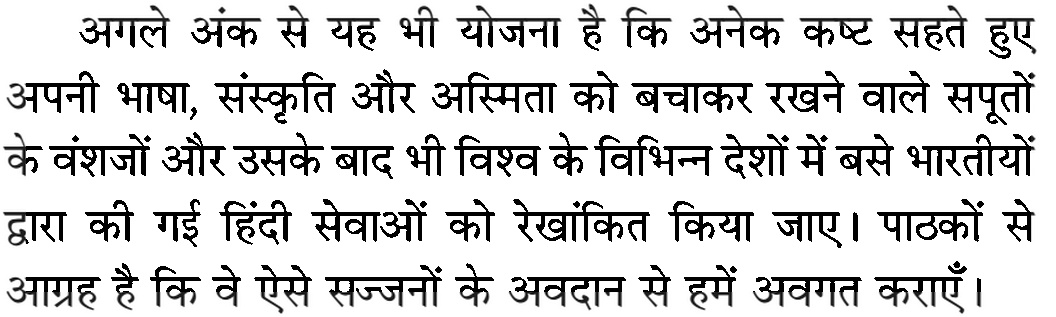 अगले अंक से यह भी योजना है कि अनेक कष्ट सहते हुए
अपनी भाषा, संस्कृति और अस्मिता को बचाकर रखने वाले सपूतों
के वंशजों और उसके बाद भी विश्व के विभिन्न देशों में बसे भारतीयों
द्वारा की गई हिंदी सेवाओं को रेखांकित किया जाए। पाठकों से
आग्रह है कि वे ऐसे सज्जनों के अवदान से हमें अवगत कराएँ।